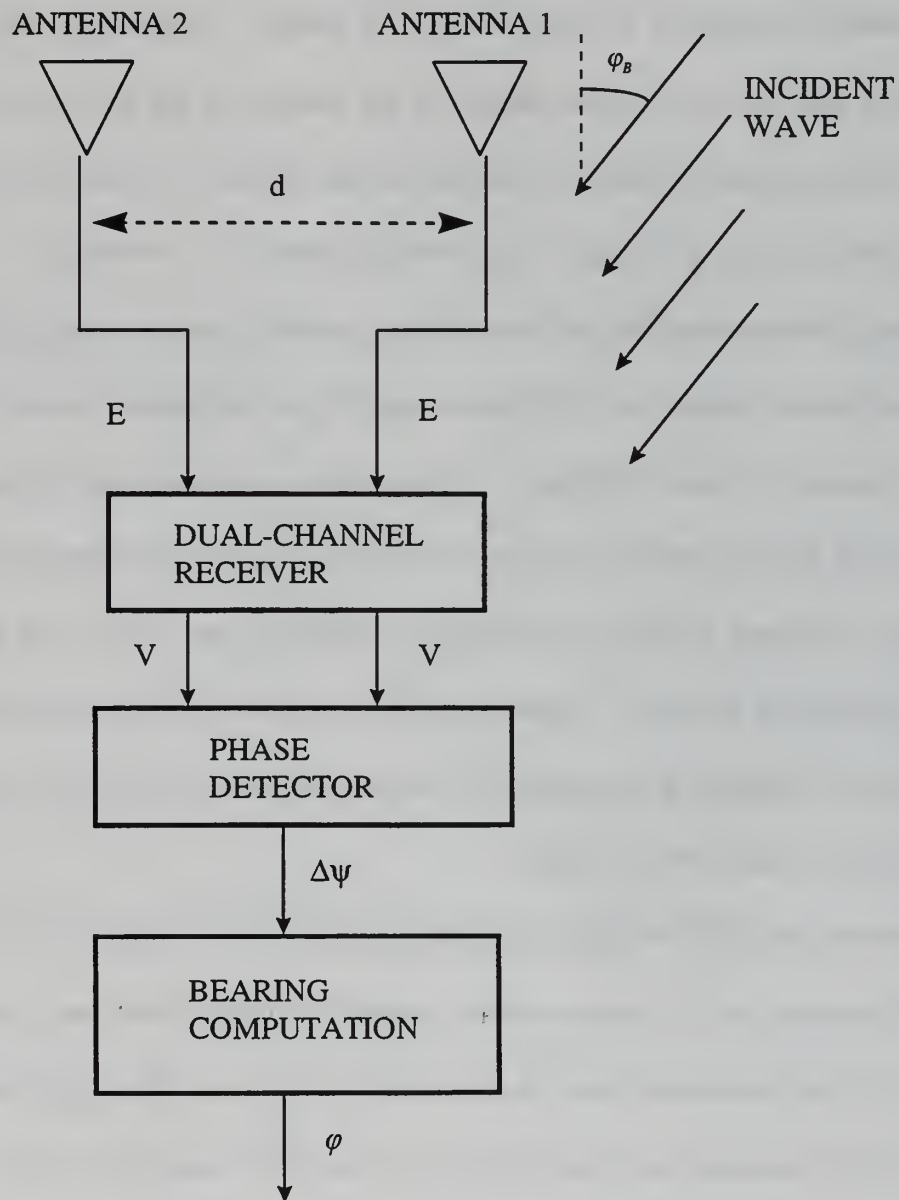 ANTENNA 2 ANTENNA 1
φB
INCIDENT
WAVE
d
E E
DUAL-CHANNEL
RECEIVER
V V
PHASE
DETECTOR
Δψ
BEARING
COMPUTATION
φ